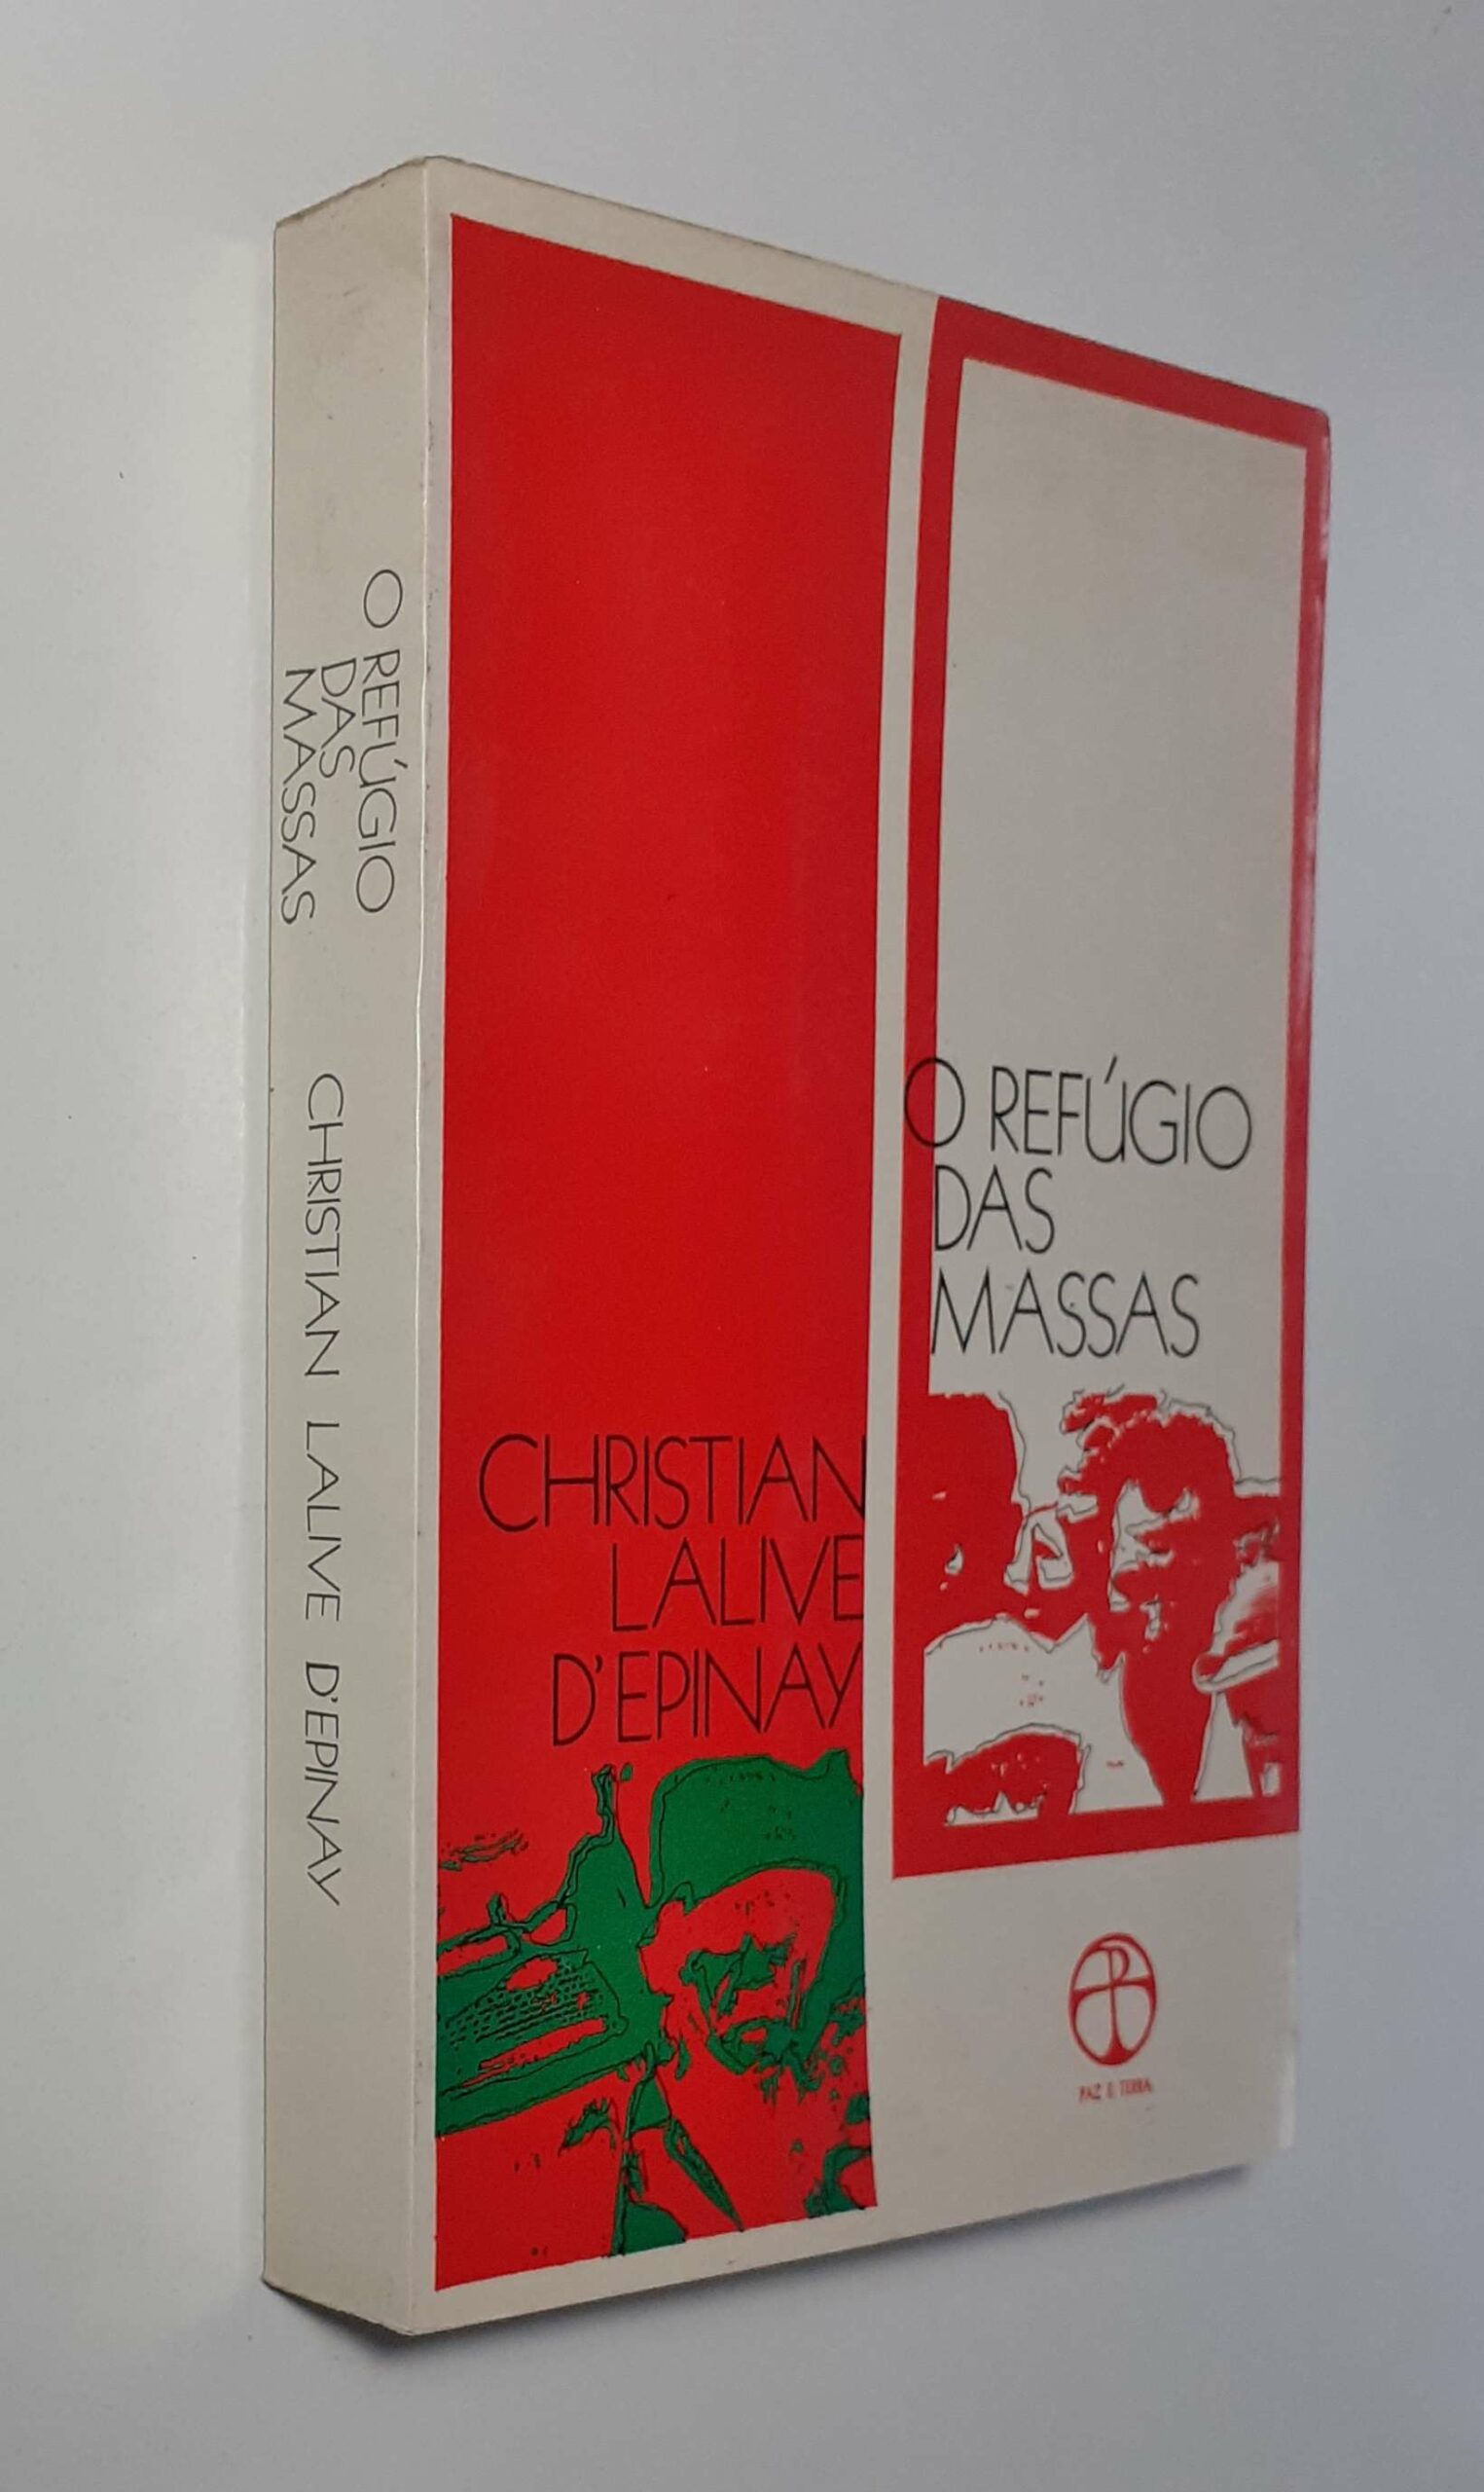 O REFÚGIO
DAS
MASSAS
CHRISTIAN LALIVE D'EPINAY
O REFÚGIO
DAS
MASSAS
CHRISTIAN
LALIVE
D'EPINAY
PAZ E TERRA